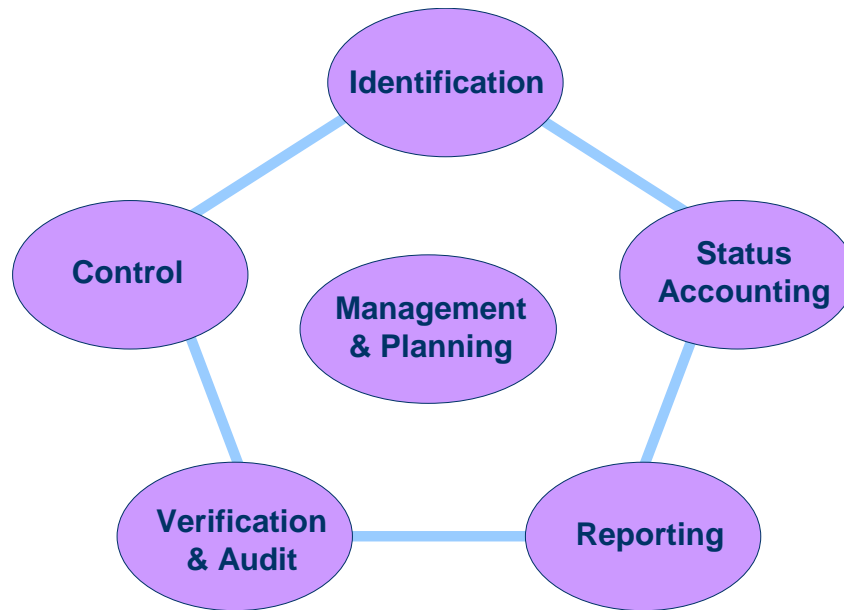 Identification
Status
Accounting
Control
Management
& Planning
Verification
& Audit
Reporting